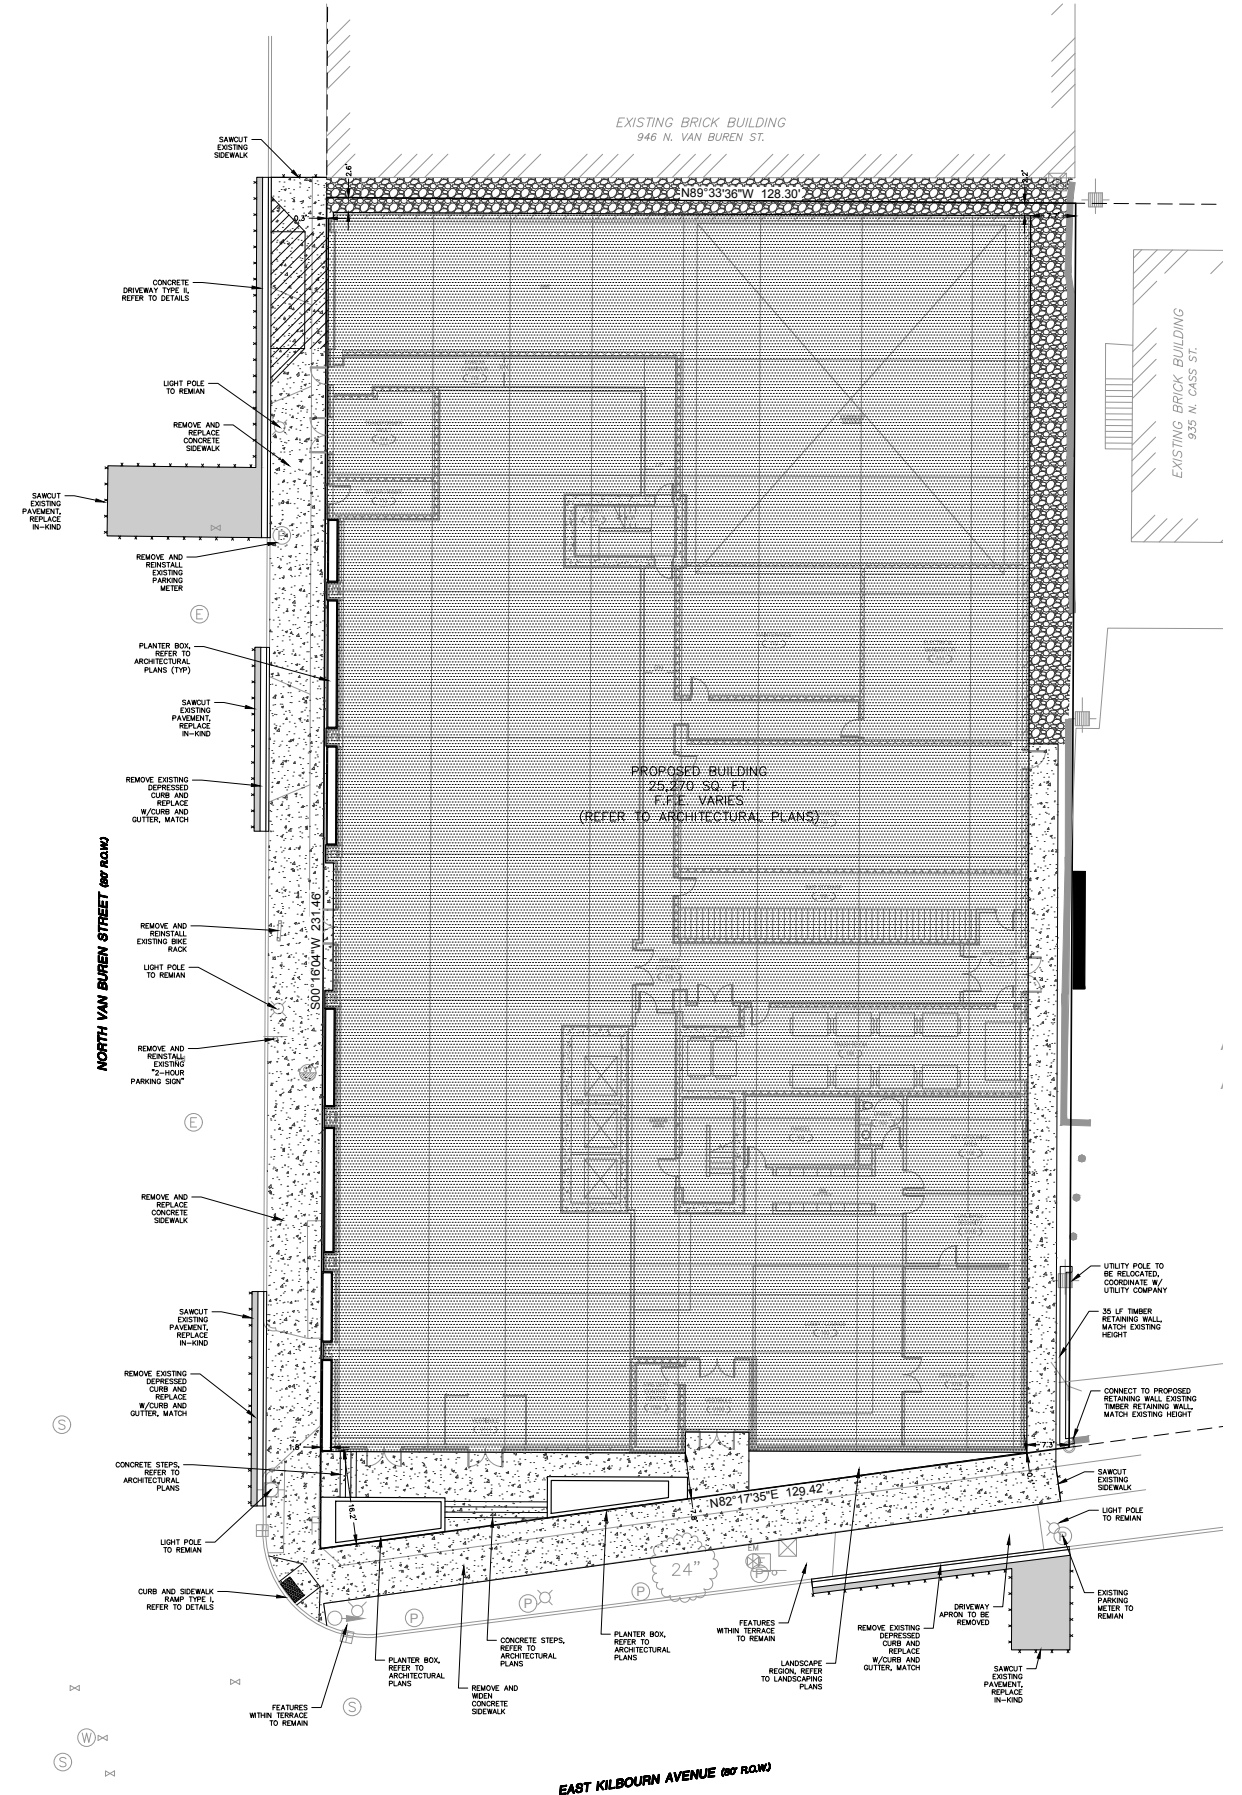 EXISTING BRICK BUILDING
946 N. VAN BUREN ST.
SAWCUT
EXISTING
SIDEWALK
2.6'
N89°33'36"W 128.30'
0.3'
CONCRETE
DRIVEWAY TYPE II,
REFER TO DETAILS
EXISTING BRICK BUILDING
935 N. CASS ST.
LIGHT POLE
TO REMIAN
REMOVE AND
REPLACE
CONCRETE
SIDEWALK
SAWCUT
EXISTING
PAVEMENT,
REPLACE
IN-KIND
REMOVE AND
REINSTALL
EXISTING
PARKING
METER
E
PLANTER BOX,
REFER TO
ARCHITECTURAL
PLANS (TYP)
SAWCUT
EXISTING
PAVEMENT,
REPLACE
IN-KIND
REMOVE EXISTING
DEPRESSED
CURB AND
REPLACE
W/CURB AND
GUTTER, MATCH
PROPOSED BUILDING
25,270 SQ. FT.
F.F.E. VARIES
(REFER TO ARCHITECTURAL PLANS)
NORTH VAN BUREN STREET (80' R.O.W.)
S00°16'04"W 231.46'
REMOVE AND
REINSTALL
EXISTING BIKE
RACK
LIGHT POLE
TO REMIAN
REMOVE AND
REINSTALL
EXISTING
"2-HOUR
PARKING SIGN"
E
REMOVE AND
REPLACE
CONCRETE
SIDEWALK
UTILITY POLE TO
BE RELOCATED,
COORDINATE W/
UTILITY COMPANY
35 LF TIMBER
RETAINING WALL,
MATCH EXISTING
HEIGHT
SAWCUT
EXISTING
PAVEMENT,
REPLACE
IN-KIND
REMOVE EXISTING
DEPRESSED
CURB AND
REPLACE
W/CURB AND
GUTTER, MATCH
CONNECT TO PROPOSED
RETAINING WALL EXISTING
TIMBER RETAINING WALL,
MATCH EXISTING HEIGHT
S
1.8'
7.3'
CONCRETE STEPS,
REFER TO
ARCHITECTURAL
PLANS
16.2'
N82°17'35"E 129.42'
SAWCUT
EXISTING
SIDEWALK
LIGHT POLE
TO REMIAN
LIGHT POLE
TO REMIAN
EM
24"
P
CURB AND SIDEWALK
RAMP TYPE I,
REFER TO DETAILS
P
P
P
EXISTING
PARKING
METER TO
REMIAN
DRIVEWAY
APRON TO BE
REMOVED
FEATURES
WITHIN TERRACE
TO REMAIN
REMOVE EXISTING
DEPRESSED
CURB AND
REPLACE
W/CURB AND
GUTTER, MATCH
PLANTER BOX,
REFER TO
ARCHITECTURAL
PLANS
CONCRETE STEPS,
REFER TO
ARCHITECTURAL
PLANS
PLANTER BOX,
REFER TO
ARCHITECTURAL
PLANS
LANDSCAPE
REGION, REFER
TO LANDSCAPING
PLANS
SAWCUT
EXISTING
PAVEMENT,
REPLACE
IN-KIND
REMOVE AND
WIDEN
CONCRETE
SIDEWALK
FEATURES
WITHIN TERRACE
TO REMAIN
S
W
S
EAST KILBOURN AVENUE (80' R.O.W.)